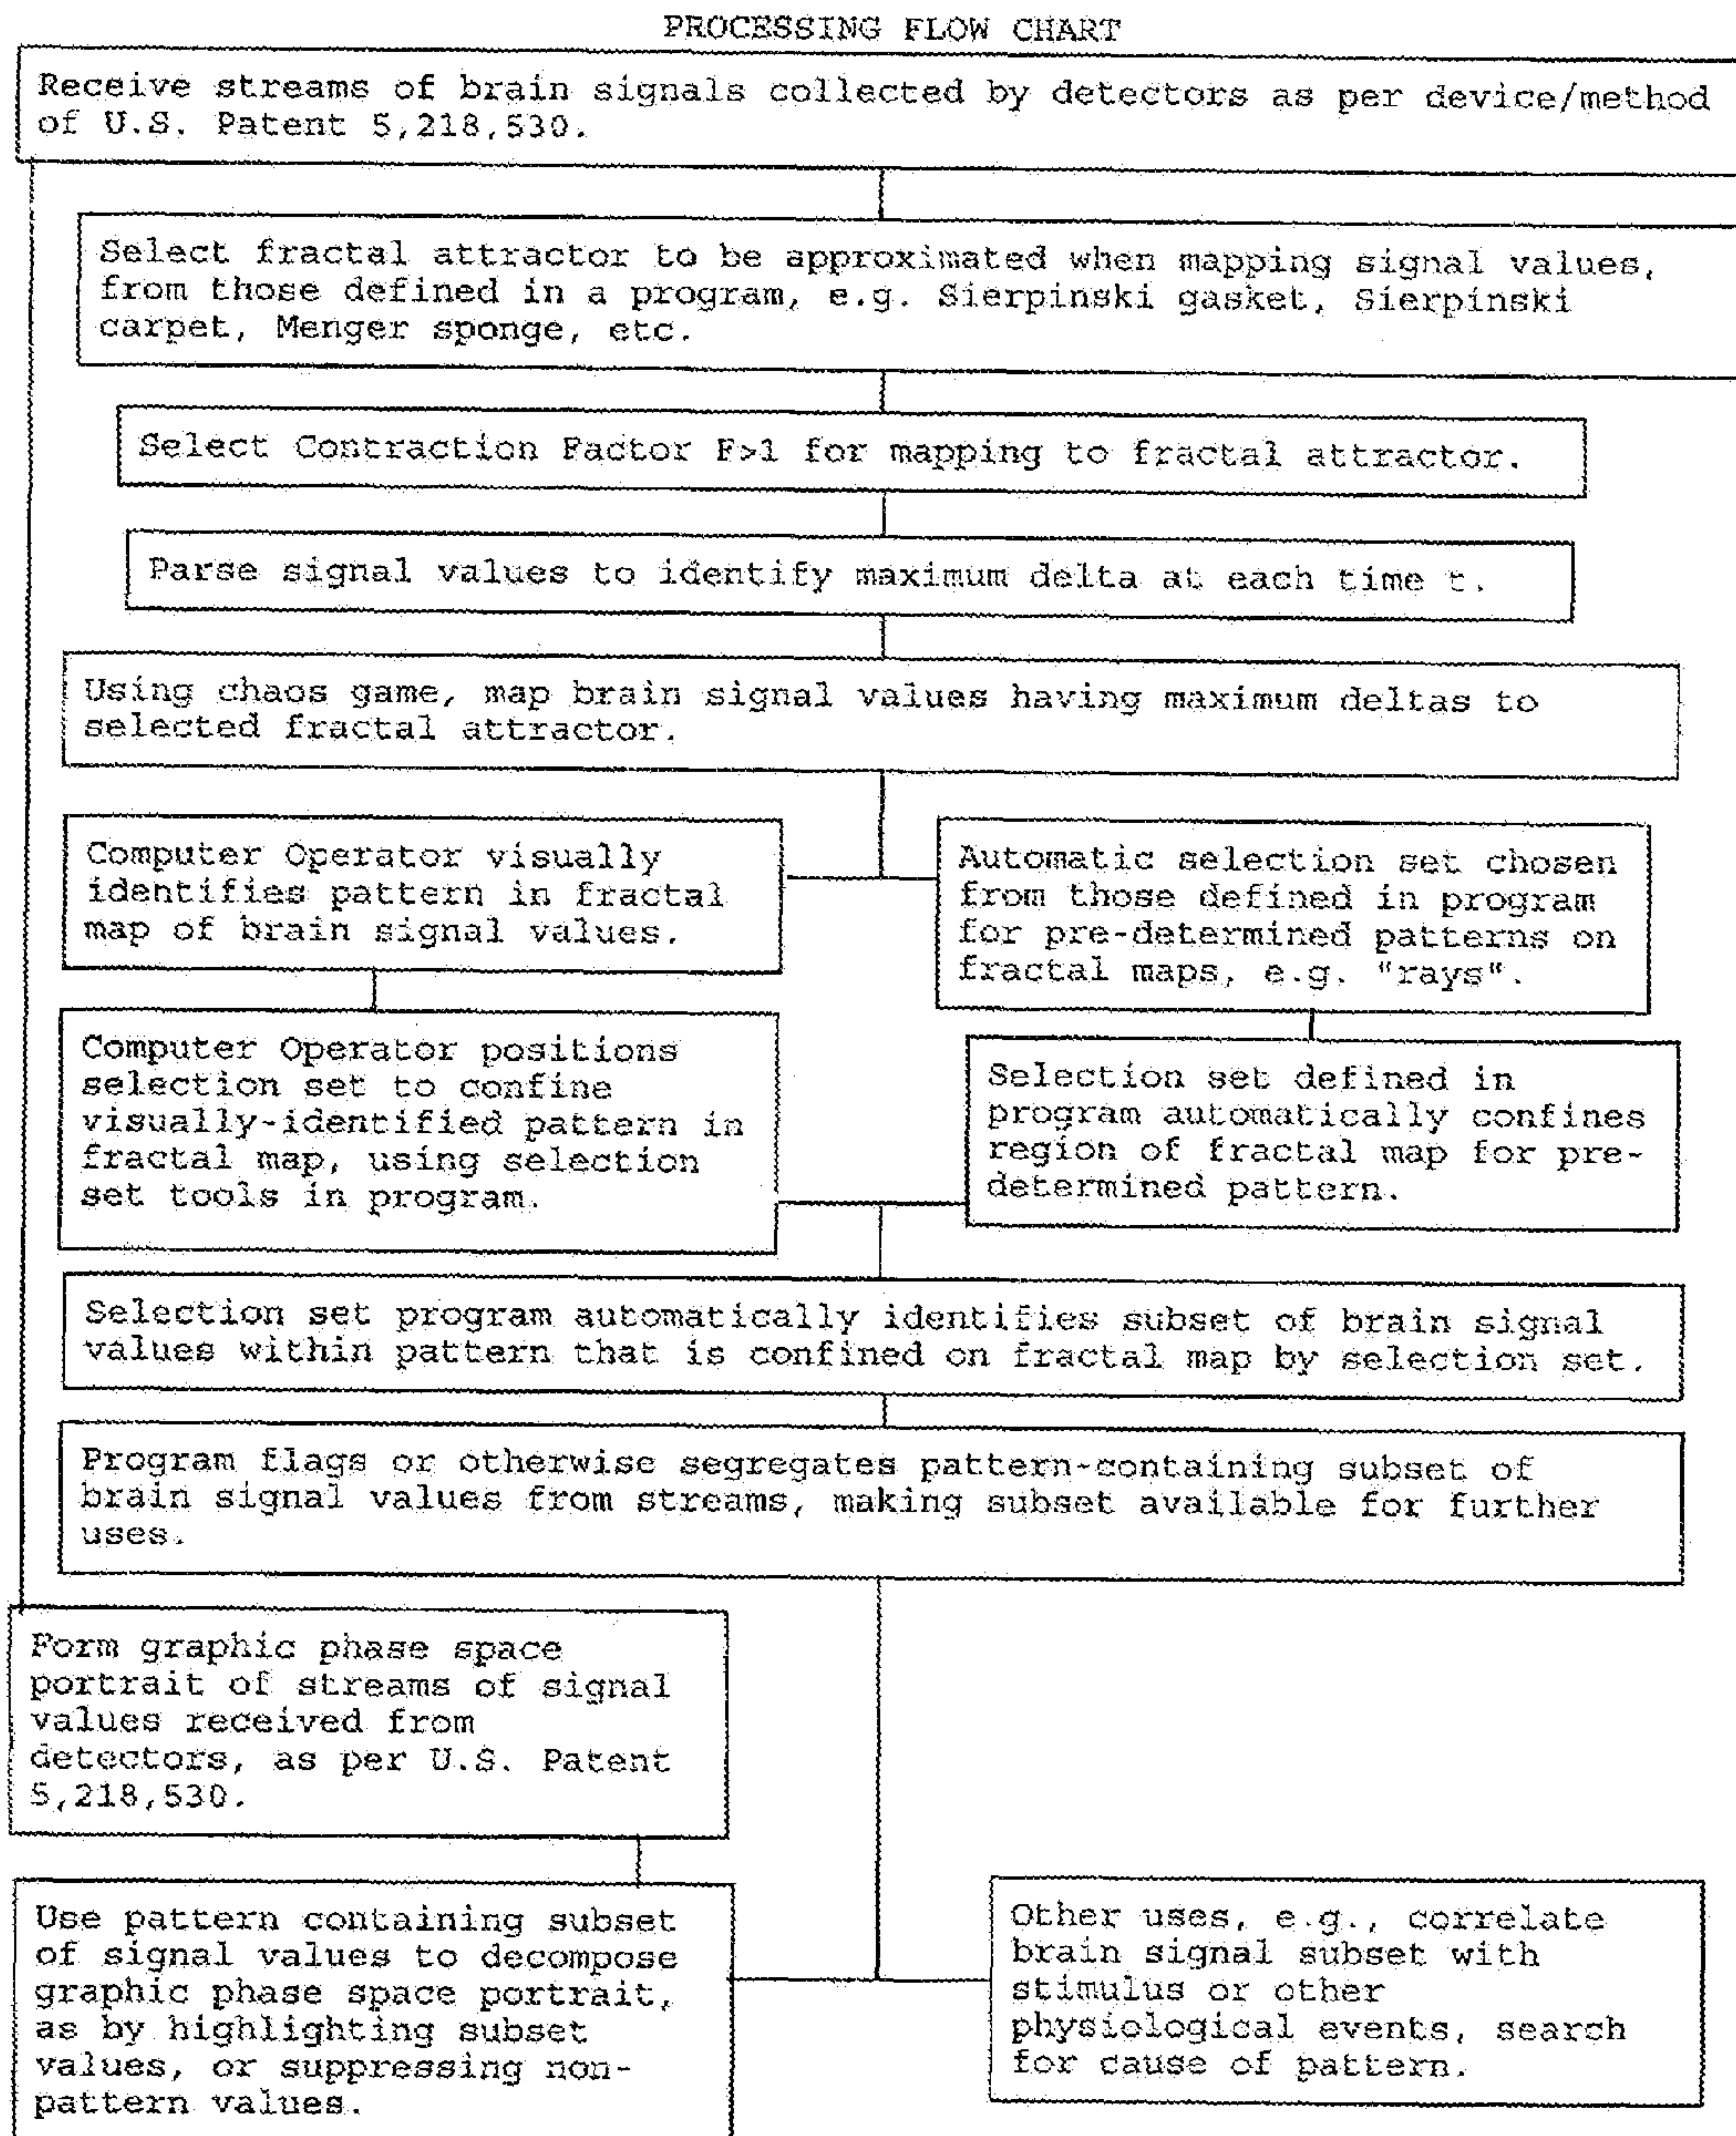 PROCESSING FLOW CHART
Receive streams of brain signals collected by detectors as per device/method
of U.S. Patent 5,218,530.
Select fractal attractor to be approximated when mapping signal values,
from those defined in a program, e.g. Sierpinski gasket, Sierpinski
carpet, Menger sponge, etc.
Select Contraction Factor F>1 for mapping to fractal attractor.
Parse signal values to identify maximum delta at each time t.
Using chaos game, map brain signal values having maximum deltas to
selected fractal attractor.
Computer Operator visually
identifies pattern in fractal
map of brain signal values.
Automatic selection set chosen
from those defined in program
for pre-determined patterns on
fractal maps, e.g. "rays".
Computer Operator positions
selection set to confine
visually-identified pattern in
fractal map, using selection
set tools in program.
Selection set defined in
program automatically confines
region of fractal map for pre-
determined pattern.
Selection set program automatically identifies subset of brain signal
values within pattern that is confined on fractal map by selection set.
Program flags or otherwise segregates pattern-containing subset of
brain signal values from streams, making subset available for further
uses.
Form graphic phase space
portrait of streams of signal
values received from
detectors, as per U.S. Patent
5,218,530.
Use pattern containing subset
of signal values to decompose
graphic phase space portrait,
as by highlighting subset
values, or suppressing non-
pattern values.
Other uses, e.g., correlate
brain signal subset with
stimulus or other
physiological events, search
for cause of pattern.